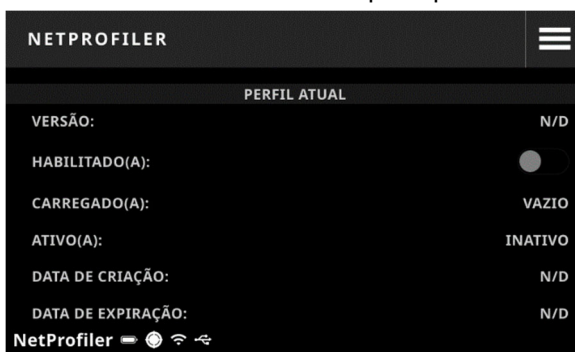 NETPROFILER
PERFIL ATUAL
VERSÃO: N/D
HABILITADO(A):
CARREGADO(A): VAZIO
ATIVO(A): INATIVO
DATA DE CRIAÇÃO: N/D
DATA DE EXPIRAÇÃO: N/D
NetProfiler